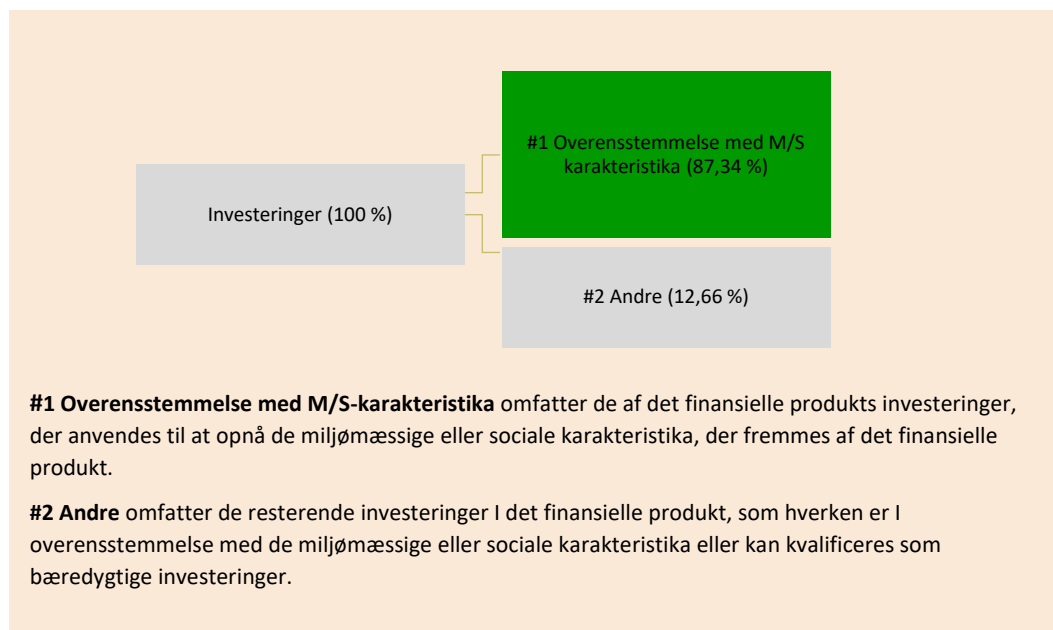 #1 Overensstemmelse med M/S
karakteristika (87,34 %)
Investeringer (100 %)
#2 Andre (12,66 %)
#1 Overensstemmelse med M/S-karakteristika omfatter de af det finansielle produkts investeringer,
der anvendes til at opnå de miljømæssige eller sociale karakteristika, der fremmes af det finansielle
produkt.
#2 Andre omfatter de resterende investeringer I det finansielle produkt, som hverken er I
overensstemmelse med de miljømæssige eller sociale karakteristika eller kan kvalificeres som
bæredygtige investeringer.